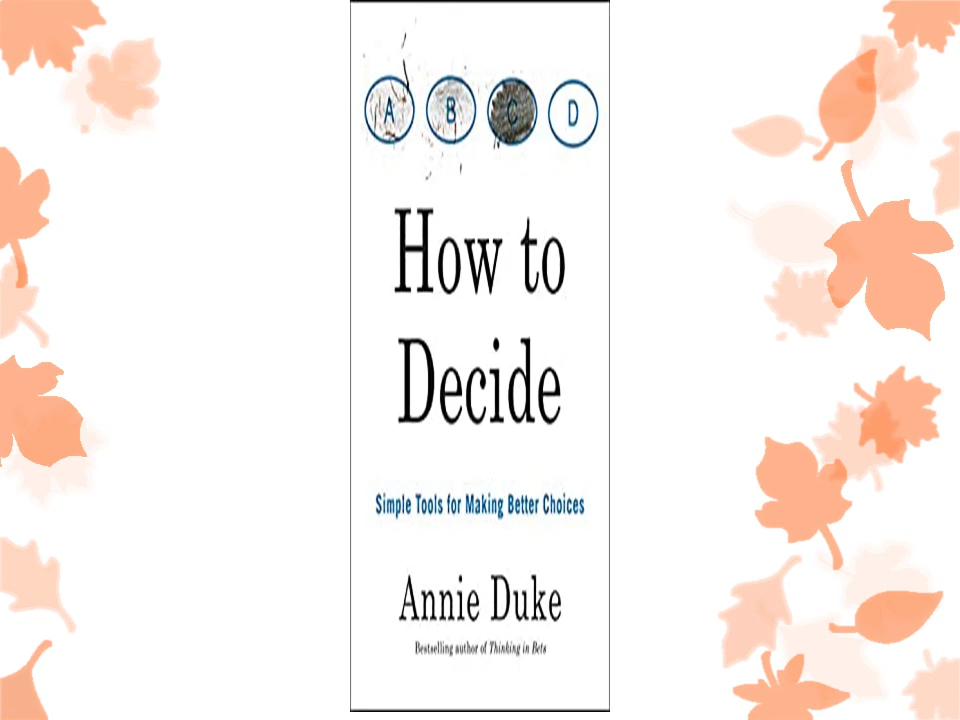 A B C D
How to
Decide
Simple Tools for Making Better Choices
Annie Duke
Bestselling author of Thinking in Bets